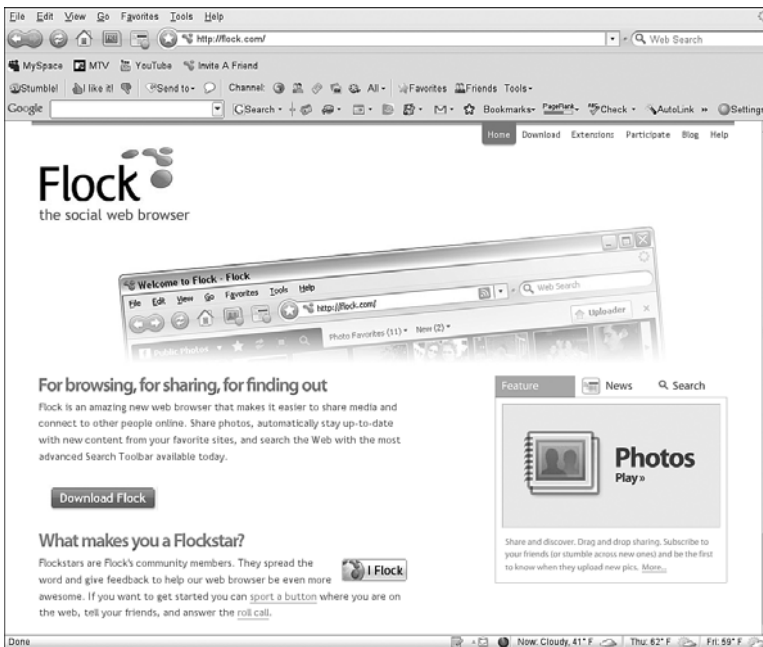 File Edit View Go Favorites Tools Help
http://flock.com/ Web Search
MySpace MTV YouTube Invite A Friend
Stumble! I like it! Send to Channel: All Favorites Friends Tools
Google Search Bookmarks PageRank Check AutoLink » Settings
Home Download Extensions Participate Blog Help
Flock
the social web browser
Welcome to Flock - Flock
File Edit View Go Favorites Tools Help
http://flock.com/ Web Search
Public Photos Photo Favorites (11) New (2) Uploader
For browsing, for sharing, for finding out
Flock is an amazing new web browser that makes it easier to share media and
connect to other people online. Share photos, automatically stay up-to-date
with new content from your favorite sites, and search the Web with the most
advanced Search Toolbar available today.
Download Flock
What makes you a Flockstar?
Flockstars are Flock's community members. They spread the
word and give feedback to help our web browser be even more
awesome. If you want to get started you can sport a button where you are on
the web, tell your friends, and answer the roll call.
I Flock
Feature News Search
Photos
Play »
Share and discover. Drag and drop sharing. Subscribe to
your friends (or stumble across new ones) and be the first
to know when they upload new pics. More...
Done Now: Cloudy, 41° F Thu: 62° F Fri: 59° F